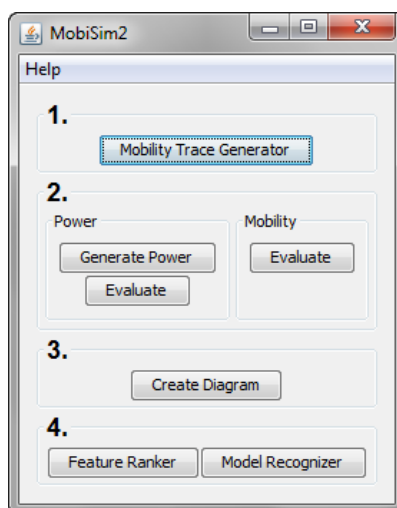 MobiSim2
Help
1.
Mobility Trace Generator
2.
Power
Mobility
Generate Power
Evaluate
Evaluate
3.
Create Diagram
4.
Feature Ranker Model Recognizer